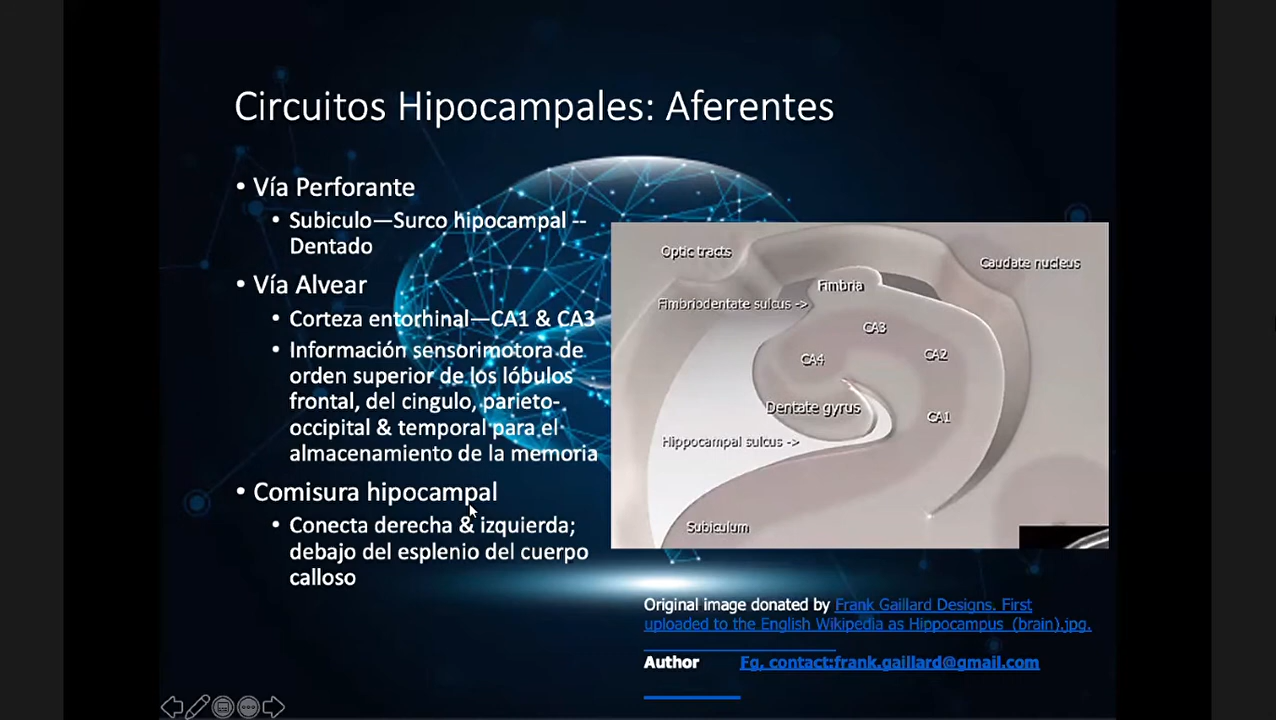 Circuitos Hipocampales: Aferentes
• Vía Perforante
• Subiculo—Surco hipocampal --
Dentado
• Vía Alvear
• Corteza entorhinal—CA1 & CA3
• Información sensorimotora de
orden superior de los lóbulos
frontal, del cingulo, parieto-
occipital & temporal para el
almacenamiento de la memoria
• Comisura hipocampal
• Conecta derecha & izquierda;
debajo del esplenio del cuerpo
calloso
Optic tracts
Caudate nucleus
Fimbria
Fimbriodentate sulcus ->
CA3
CA2
CA4
Dentate gyrus
CA1
Hippocampal sulcus ->
Subiculum
Original image donated by Frank Gaillard Designs. First
uploaded to the English Wikipedia as Hippocampus_(brain).jpg.
Author Fg, contact:frank.gaillard@gmail.com